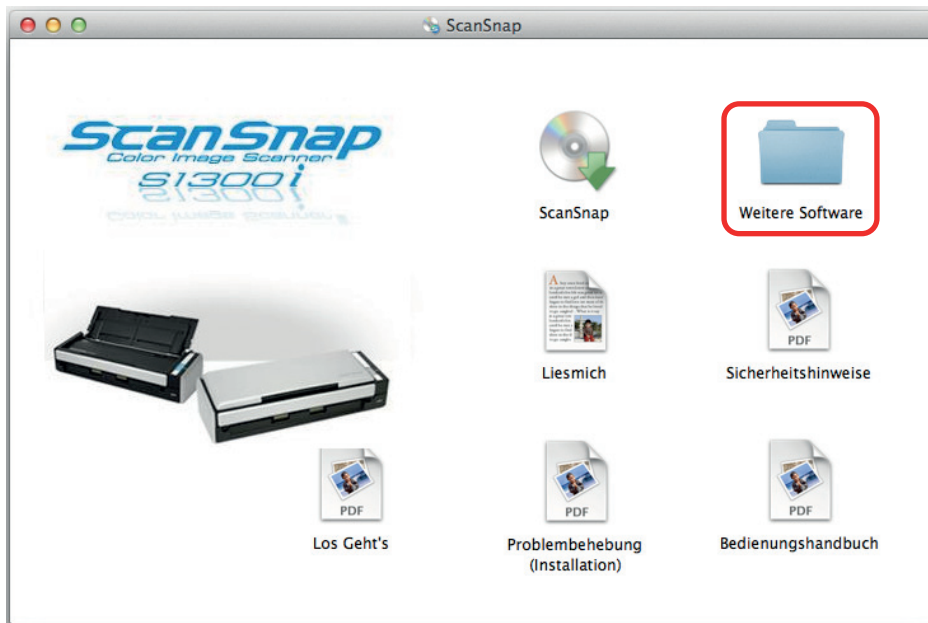 ScanSnap
ScanSnap
Color Image Scanner
S1300i
ScanSnap
Weitere Software
Liesmich
PDF
Sicherheitshinweise
PDF
Los Geht's
PDF
Problembehebung
(Installation)
PDF
Bedienungshandbuch